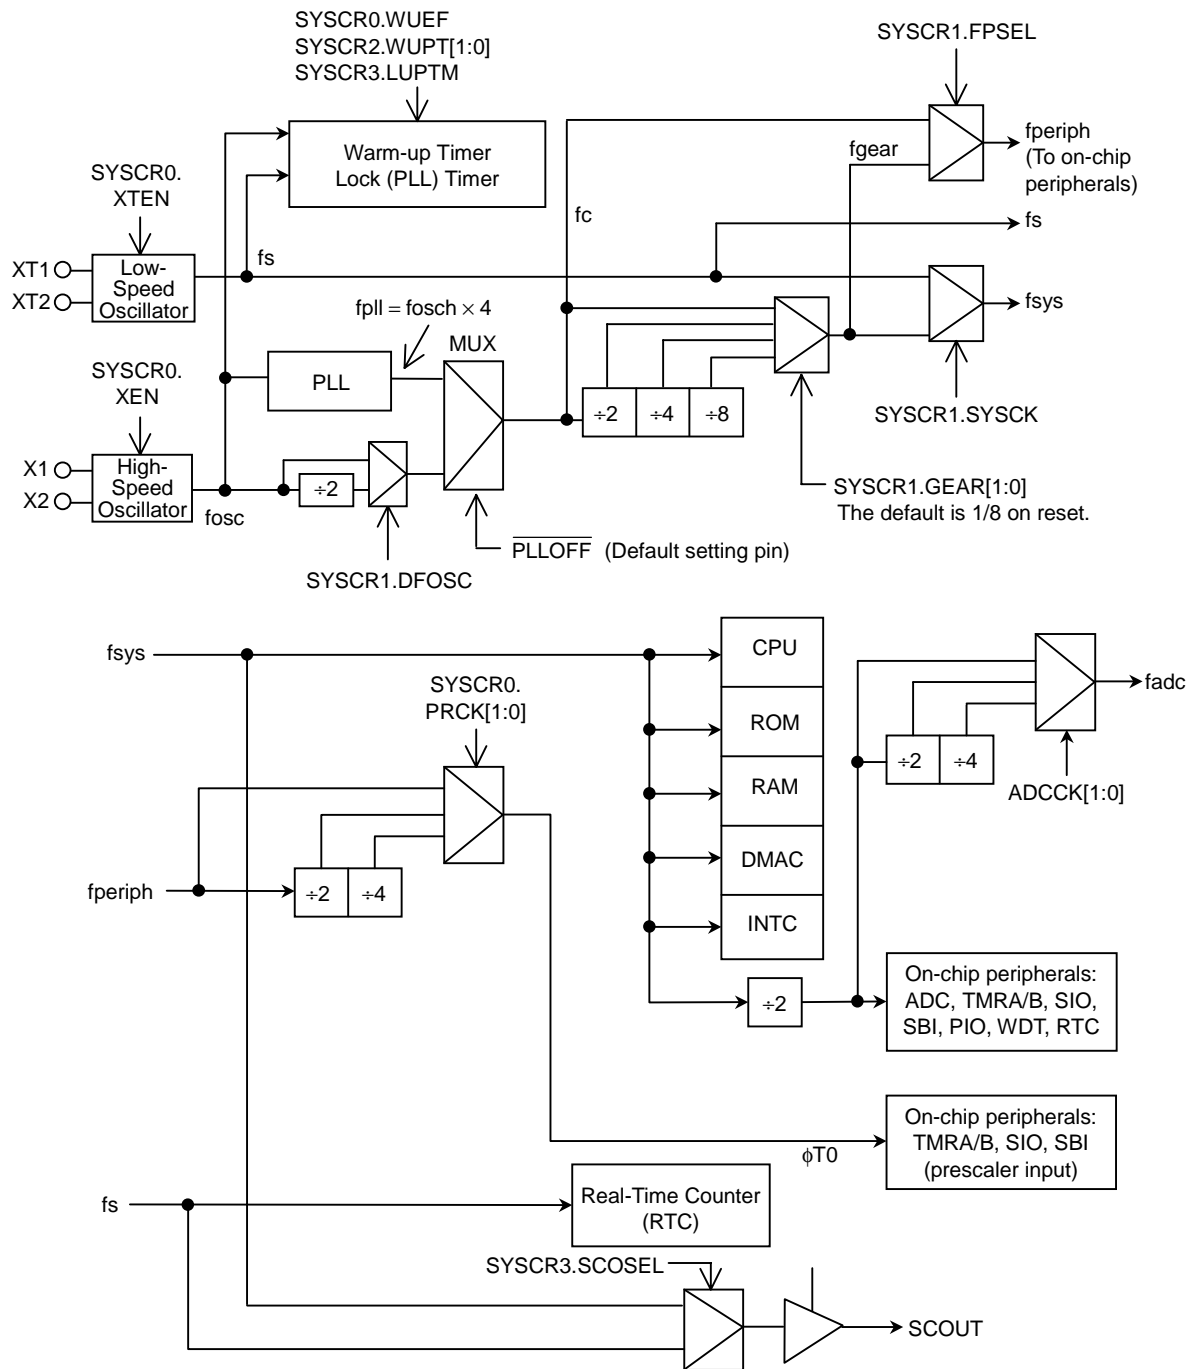 SYSCR0.WUEF
SYSCR2.WUPT[1:0]
SYSCR3.LUPTM
SYSCR1.FPSEL
Warm-up Timer
Lock (PLL) Timer
fperiph
(To on-chip
peripherals)
fgear
SYSCR0.
XTEN
fc
fs
XT1
XT2
Low-
Speed
Oscillator
fs
fsys
fpll = fosch × 4
MUX
SYSCR0.
XEN
PLL
÷2
÷4
÷8
SYSCR1.SYSCK
X1
X2
High-
Speed
Oscillator
÷2
fosc
SYSCR1.GEAR[1:0]
The default is 1/8 on reset.
PLLOFF (Default setting pin)
SYSCR1.DFOSC
fsys
CPU
ROM
RAM
DMAC
INTC
SYSCR0.
PRCK[1:0]
fadc
÷2
÷4
ADCCK[1:0]
fperiph
÷2
÷4
÷2
On-chip peripherals:
ADC, TMRA/B, SIO,
SBI, PIO, WDT, RTC
On-chip peripherals:
TMRA/B, SIO, SBI
(prescaler input)
ϕT0
fs
Real-Time Counter
(RTC)
SYSCR3.SCOSEL
SCOUT